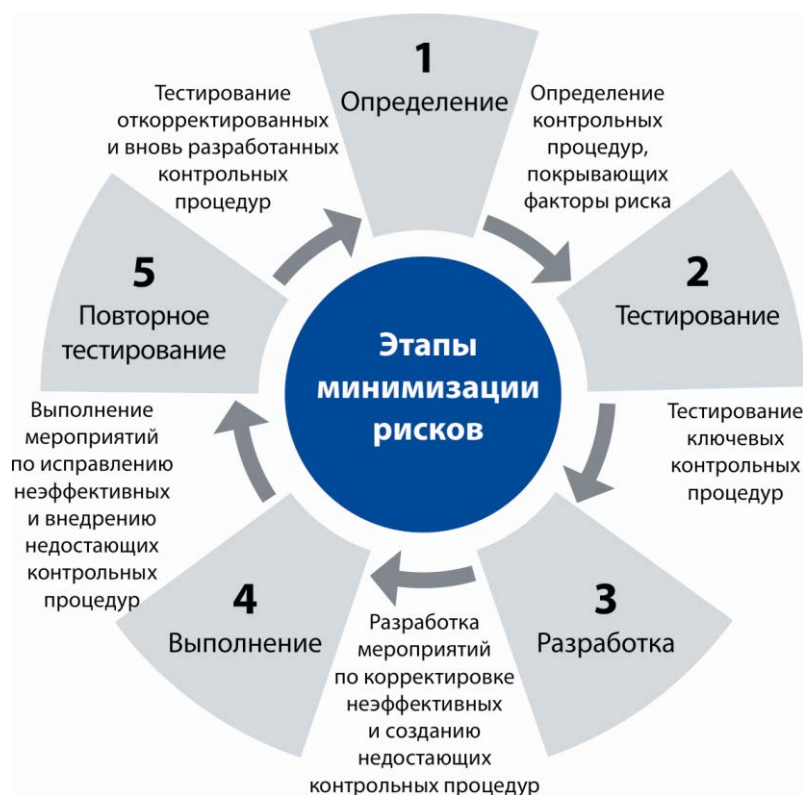 Этапы
минимизации
рисков
1
Определение
Определение
контрольных
процедур,
покрывающих
факторы риска
2
Тестирование
Тестирование
ключевых
контрольных
процедур
3
Разработка
Разработка
мероприятий
по корректировке
неэффективных
и созданию
недостающих
контрольных процедур
4
Выполнение
Выполнение
мероприятий
по исправлению
неэффективных
и внедрению
недостающих
контрольных
процедур
5
Повторное
тестирование
Тестирование
откорректированных
и вновь разработанных
контрольных
процедур